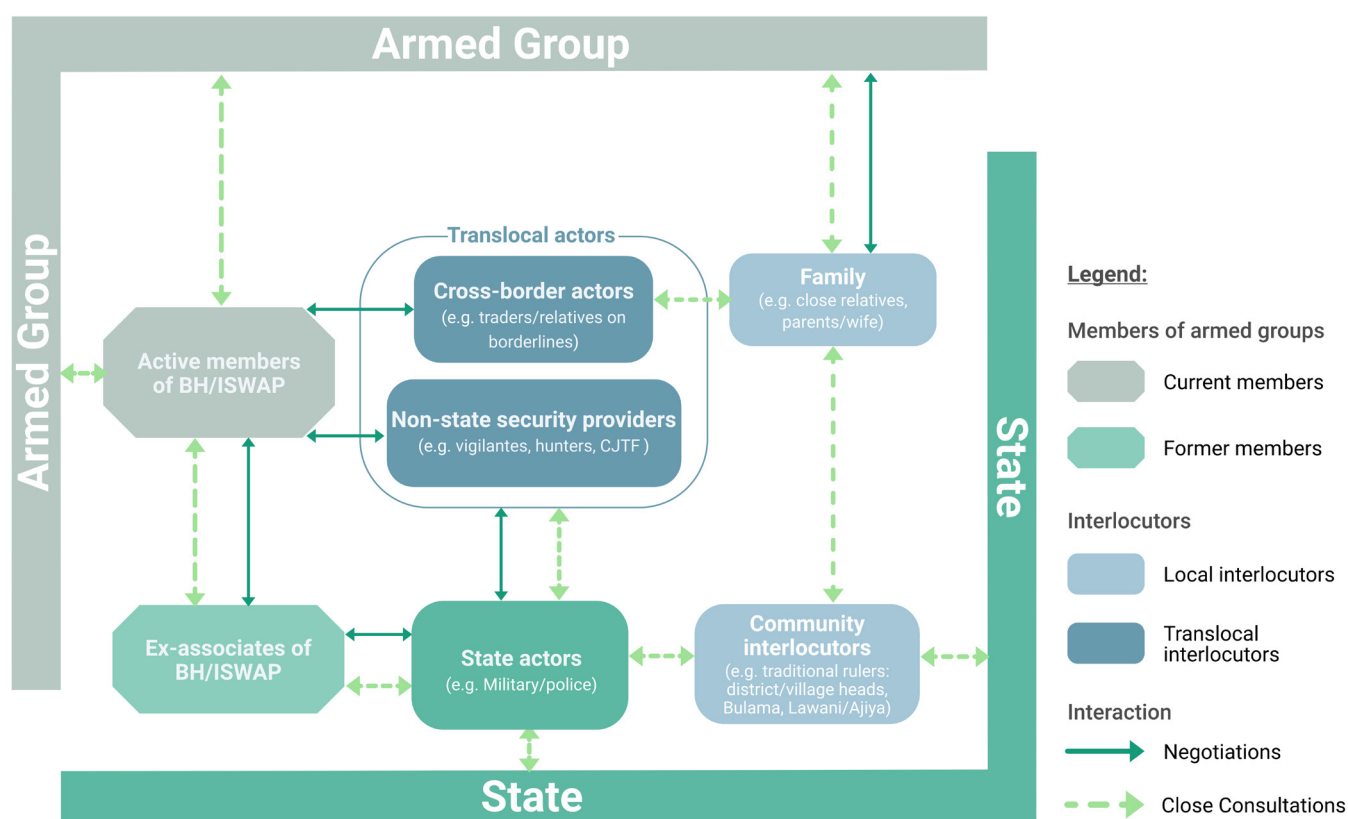 Armed Group
Armed Group
Translocal actors
Cross-border actors
(e.g. traders/relatives on
borderlines)
Family
(e.g. close relatives,
parents/wife)
Active members
of BH/ISWAP
Non-state security providers
(e.g. vigilantes, hunters, CJTF )
State
Ex-associates of
BH/ISWAP
State actors
(e.g. Military/police)
Community
interlocutors
(e.g. traditional rulers:
district/village heads,
Bulama, Lawani/Ajiya)
State
Legend:
Members of armed groups
Current members
Former members
Interlocutors
Local interlocutors
Translocal
interlocutors
Interaction
Negotiations
Close Consultations